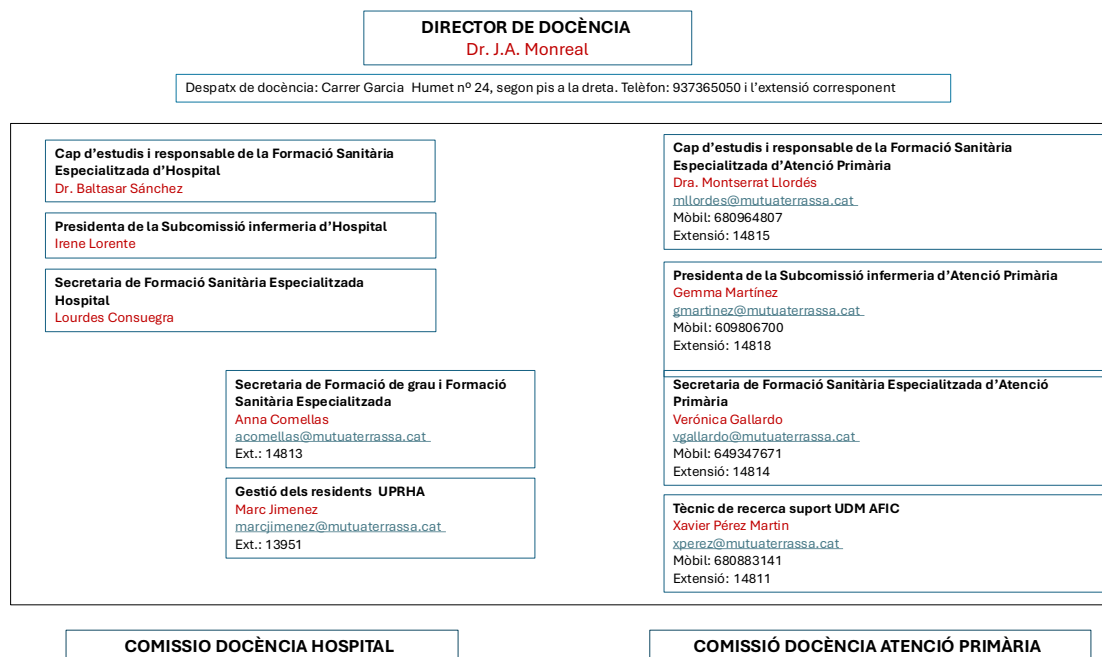 DIRECTOR DE DOCÈNCIA
Dr. J.A. Monreal
Despatx de docència: Carrer Garcia Humet nº 24, segon pis a la dreta. Telèfon: 937365050 i l'extensió corresponent
Cap d'estudis i responsable de la Formació Sanitària
Especialitzada d'Hospital
Dr. Baltasar Sánchez
Presidenta de la Subcomissió infermeria d'Hospital
Irene Lorente
Secretaria de Formació Sanitària Especialitzada
Hospital
Lourdes Consuegra
Secretaria de Formació de grau i Formació
Sanitària Especialitzada
Anna Comellas
acomellas@mutuaterrassa.cat
Ext.: 14813
Gestió dels residents UPRHA
Marc Jimenez
marcjimenez@mutuaterrassa.cat
Ext.: 13951
Cap d'estudis i responsable de la Formació Sanitària
Especialitzada d'Atenció Primària
Dra. Montserrat Llordés
mllordes@mutuaterrassa.cat
Mòbil: 680964807
Extensió: 14815
Presidenta de la Subcomissió infermeria d'Atenció Primària
Gemma Martínez
gmartinez@mutuaterrassa.cat
Mòbil: 609806700
Extensió: 14818
Secretaria de Formació Sanitària Especialitzada d'Atenció
Primària
Verónica Gallardo
vgallardo@mutuaterrassa.cat
Mòbil: 649347671
Extensió: 14814
Tècnic de recerca suport UDM AFIC
Xavier Pérez Martin
xperez@mutuaterrassa.cat
Mòbil: 680883141
Extensió: 14811
COMISSIO DOCÈNCIA HOSPITAL
COMISSIÓ DOCÈNCIA ATENCIÓ PRIMÀRIA